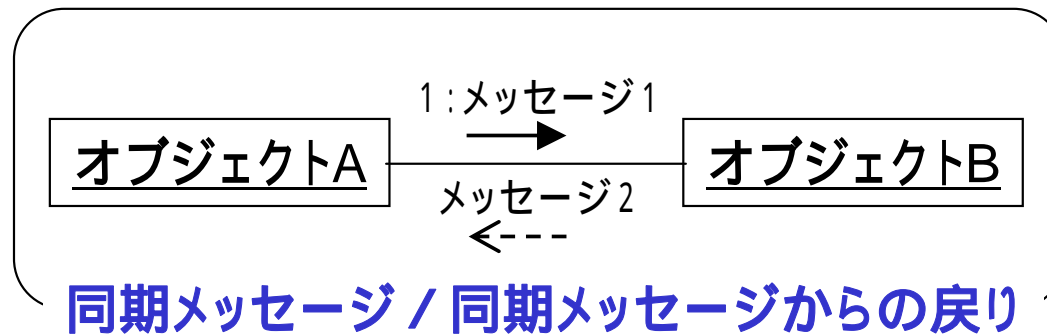 1:メッセージ1
オブジェクトA
オブジェクトB
メッセージ2
同期メッセージ/同期メッセージからの戻り